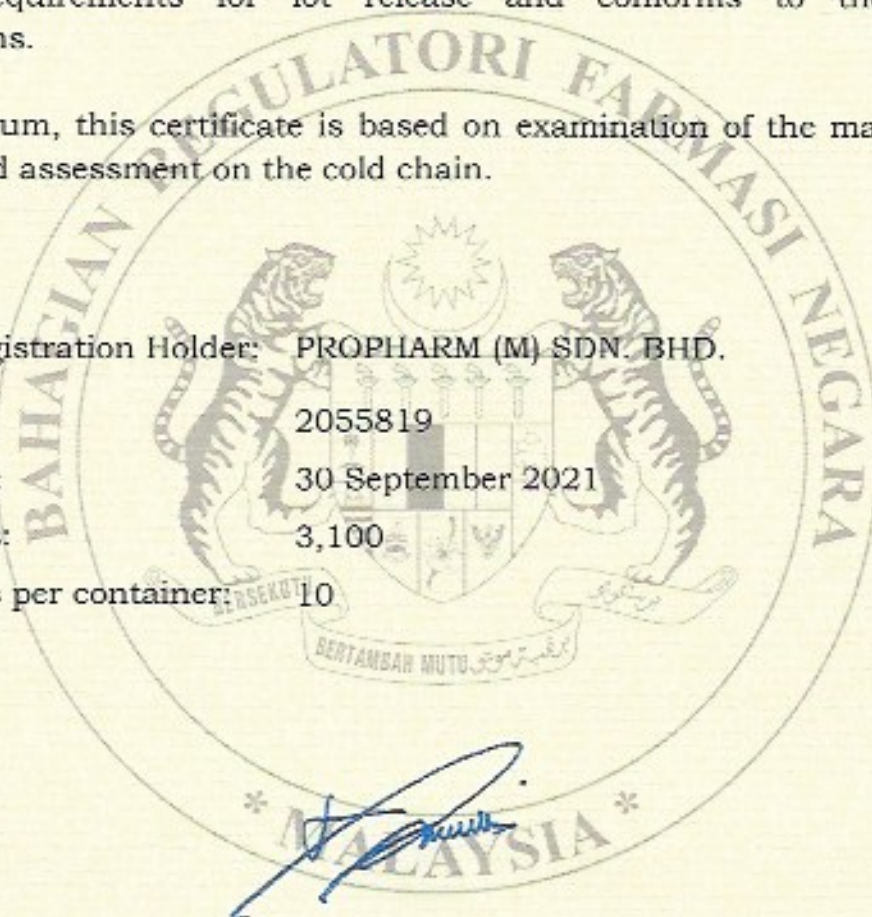 requirements for lot release and conforms to the
ns.
um, this certificate is based on examination of the ma
d assessment on the cold chain.
BAHAGIAN REGULATORI FARMASI NEGARA
gistration Holder: PROPHARM (M) SDN. BHD.
2055819
: 30 September 2021
: 3,100
s per container: 10
BERSEKUTU
BERTAMBAH MUTU
* MALAYSIA *